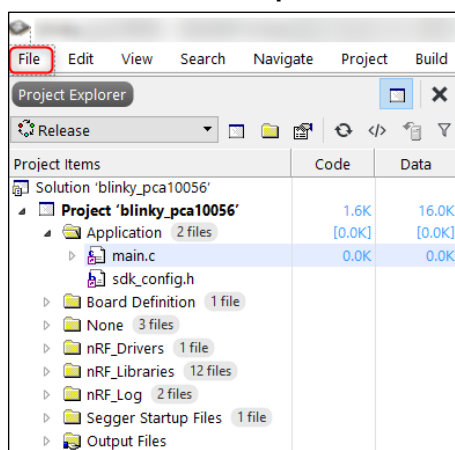 File Edit View Search Navigate Project Build
Project Explorer
Release
Project Items Code Data
Solution 'blinky_pca10056'
Project 'blinky_pca10056' 1.6K 16.0K
Application 2 files [0.0K] [0.0K]
main.c 0.0K 0.0K
sdk_config.h
Board Definition 1 file
None 3 files
nRF_Drivers 1 file
nRF_Libraries 12 files
nRF_Log 2 files
Segger Startup Files 1 file
Output Files